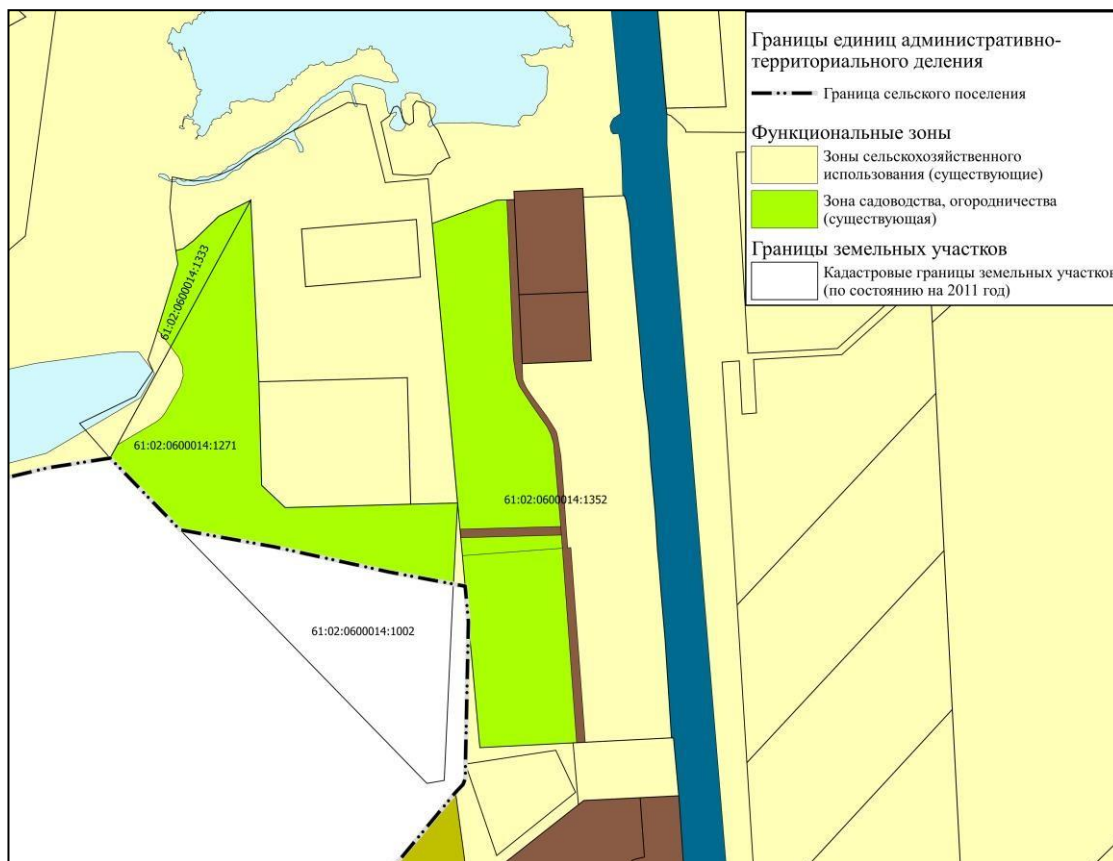 Границы единиц административно-
территориального деления
Граница сельского поселения
Функциональные зоны
Зоны сельскохозяйственного
использования (существующие)
Зона садоводства, огородничества
(существующая)
Границы земельных участков
Кадастровые границы земельных участков
(по состоянию на 2011 год)
61:02:0600014:1333
61:02:0600014:1271
61:02:0600014:1352
61:02:0600014:1002